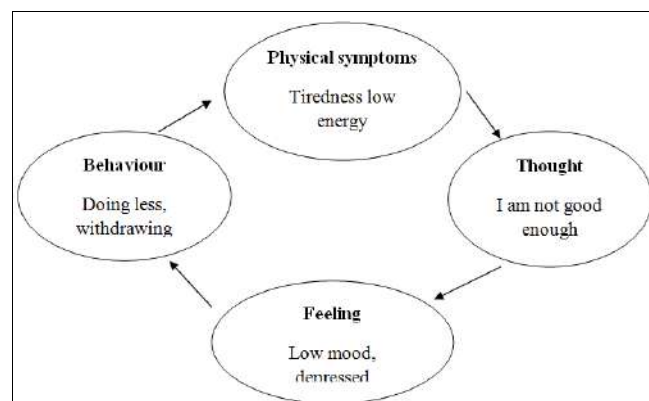 Physical symptoms
Tiredness low
energy
Thought
I am not good
enough
Feeling
Low mood,
depressed
Behaviour
Doing less,
withdrawing